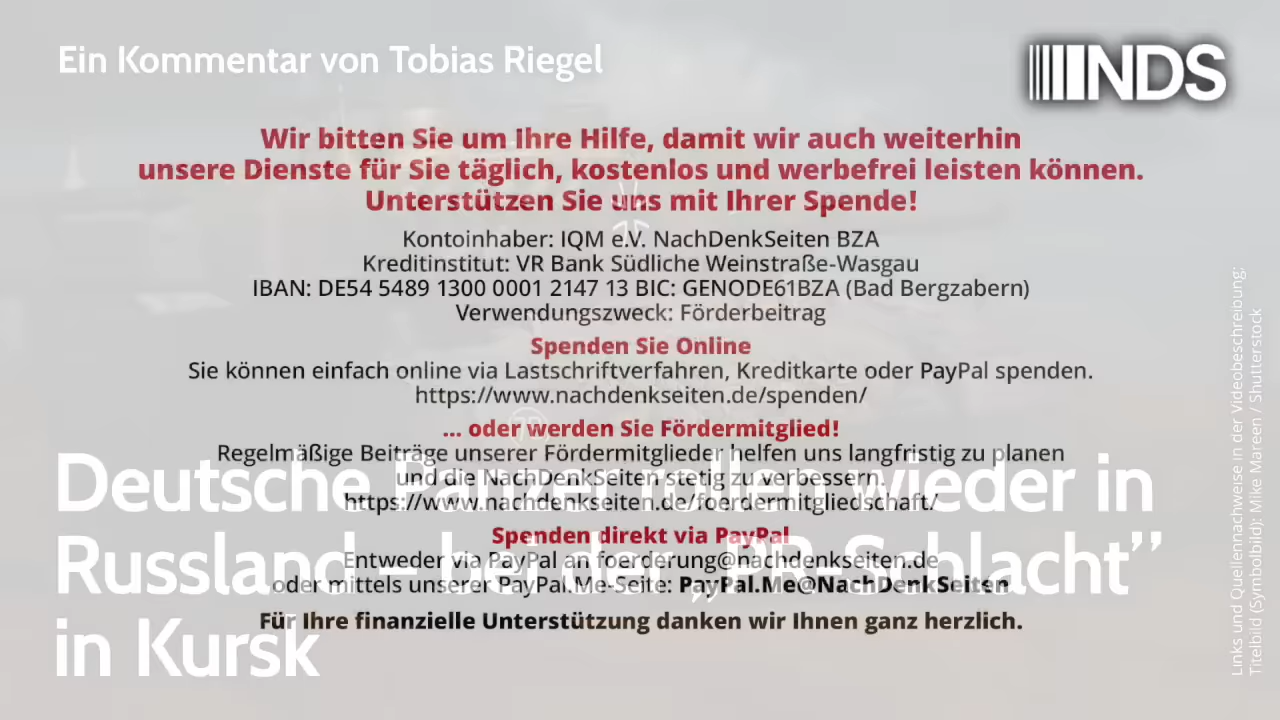 Ein Kommentar von Tobias Riegel
NDS
Wir bitten Sie um Ihre Hilfe, damit wir auch weiterhin
unsere Dienste für Sie täglich, kostenlos und werbefrei leisten können.
Unterstützen Sie uns mit Ihrer Spende!
Kontoinhaber: IQM e.V. NachDenkSeiten BZA
Kreditinstitut: VR Bank Südliche Weinstraße-Wasgau
IBAN: DE54 5489 1300 0001 2147 13 BIC: GENODE61BZA (Bad Bergzabern)
Verwendungszweck: Förderbeitrag
Spenden Sie Online
Sie können einfach online via Lastschriftverfahren, Kreditkarte oder PayPal spenden.
https://www.nachdenkseiten.de/spenden/
... oder werden Sie Fördermitglied!
Regelmäßige Beiträge unserer Fördermitglieder helfen uns langfristig zu planen
und die NachDenkSeiten stetig zu verbessern.
https://www.nachdenkseiten.de/foerdermitgliedschaft/
Spenden direkt via PayPal
Entweder via PayPal an foerderung@nachdenkseiten.de
oder mittels unserer PayPal.Me-Seite: PayPal.Me@NachDenkSeiten
Für Ihre finanzielle Unterstützung danken wir Ihnen ganz herzlich.
Deutsche Panzer rollen wieder in
Russland – bei der „PR-Schlacht”
in Kursk
Links und Quellennachweise in der Videobeschreibung;
Titelbild (Symbolbild): Mike Mareen / Shutterstock